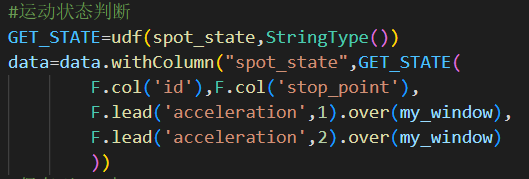 #运动状态判断
GET_STATE=udf(spot_state,StringType())
data=data.withColumn("spot_state",GET_STATE(
        F.col('id'),F.col('stop_point'),
        F.lead('acceleration',1).over(my_window),
        F.lead('acceleration',2).over(my_window)
        ))